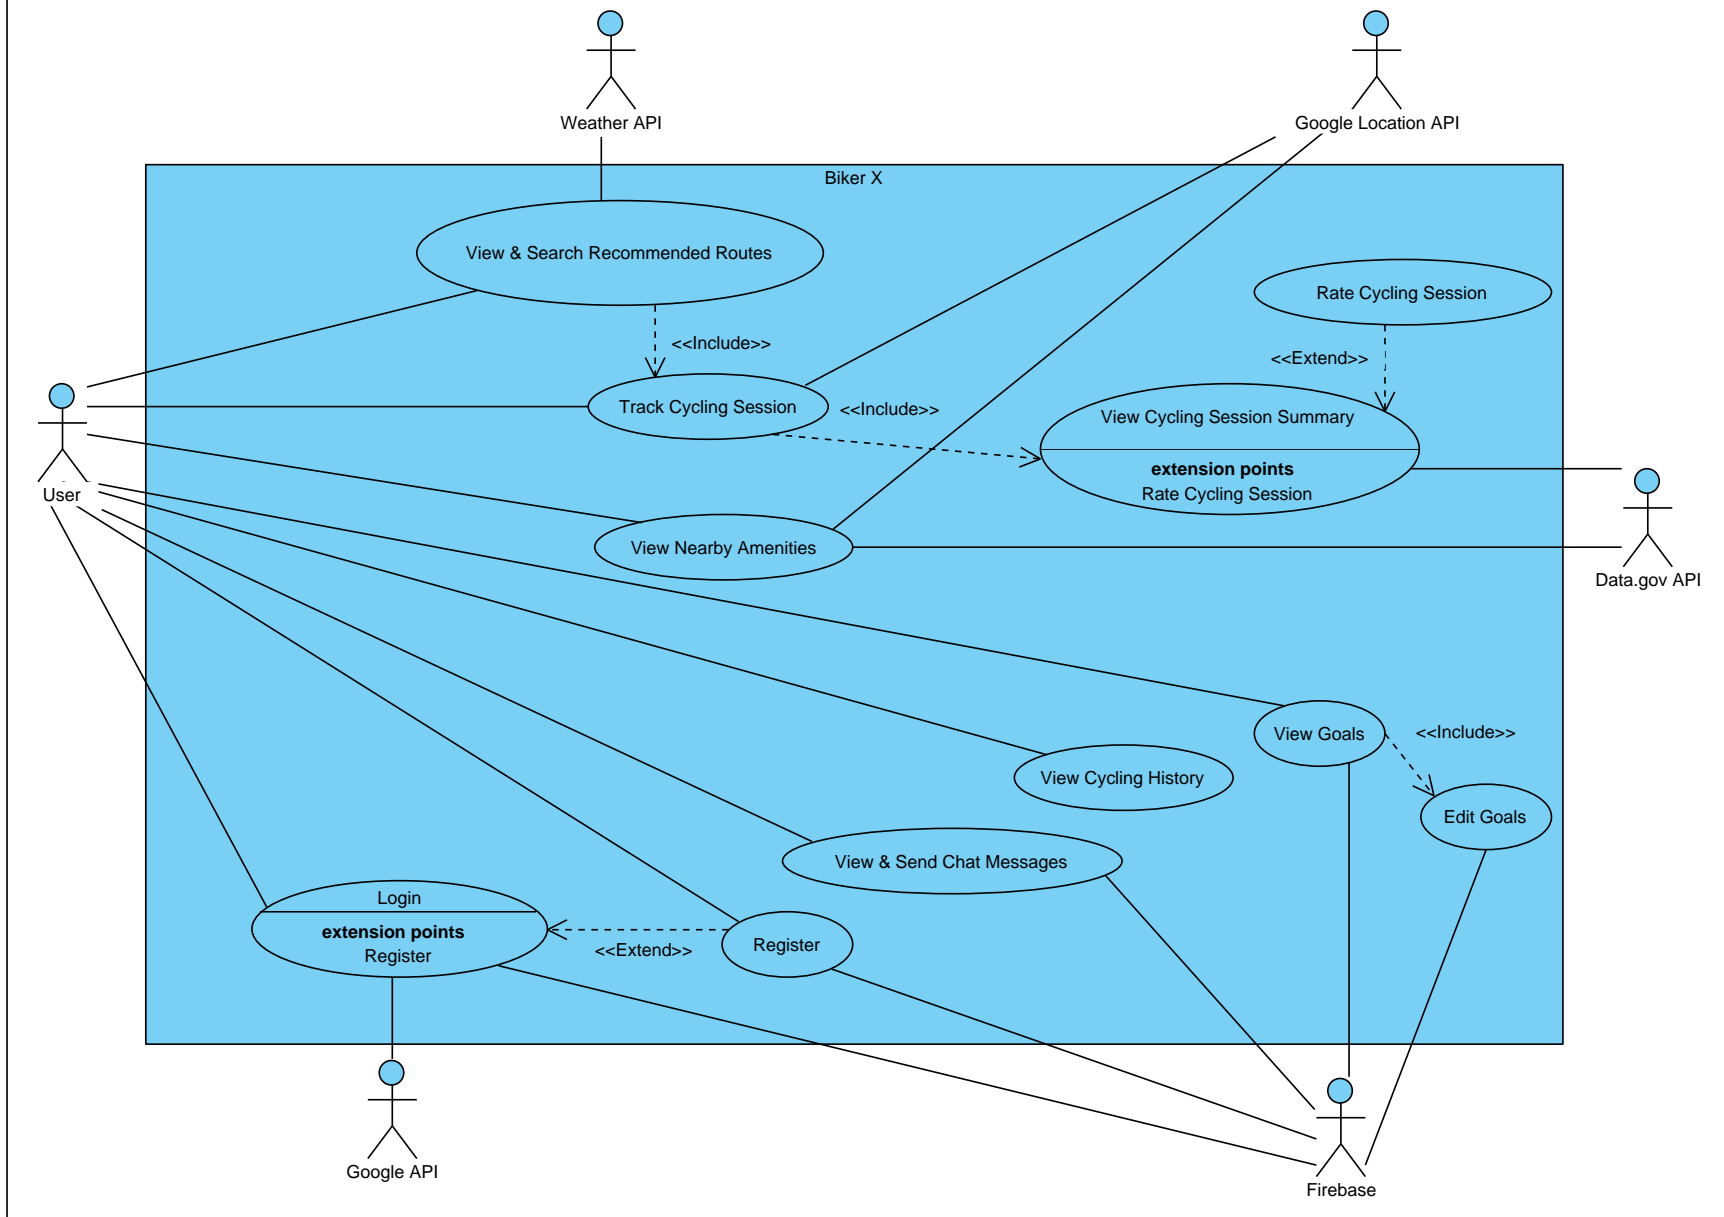 Weather API
Google Location API
Biker X
View & Search Recommended Routes
Rate Cycling Session
<<Include>>
<<Extend>>
Track Cycling Session
<<Include>>
View Cycling Session Summary
extension points
Rate Cycling Session
User
View Nearby Amenities
Data.gov API
View Goals
<<Include>>
View Cycling History
Edit Goals
View & Send Chat Messages
Login
extension points
Register
<<Extend>>
Register
Google API
Firebase